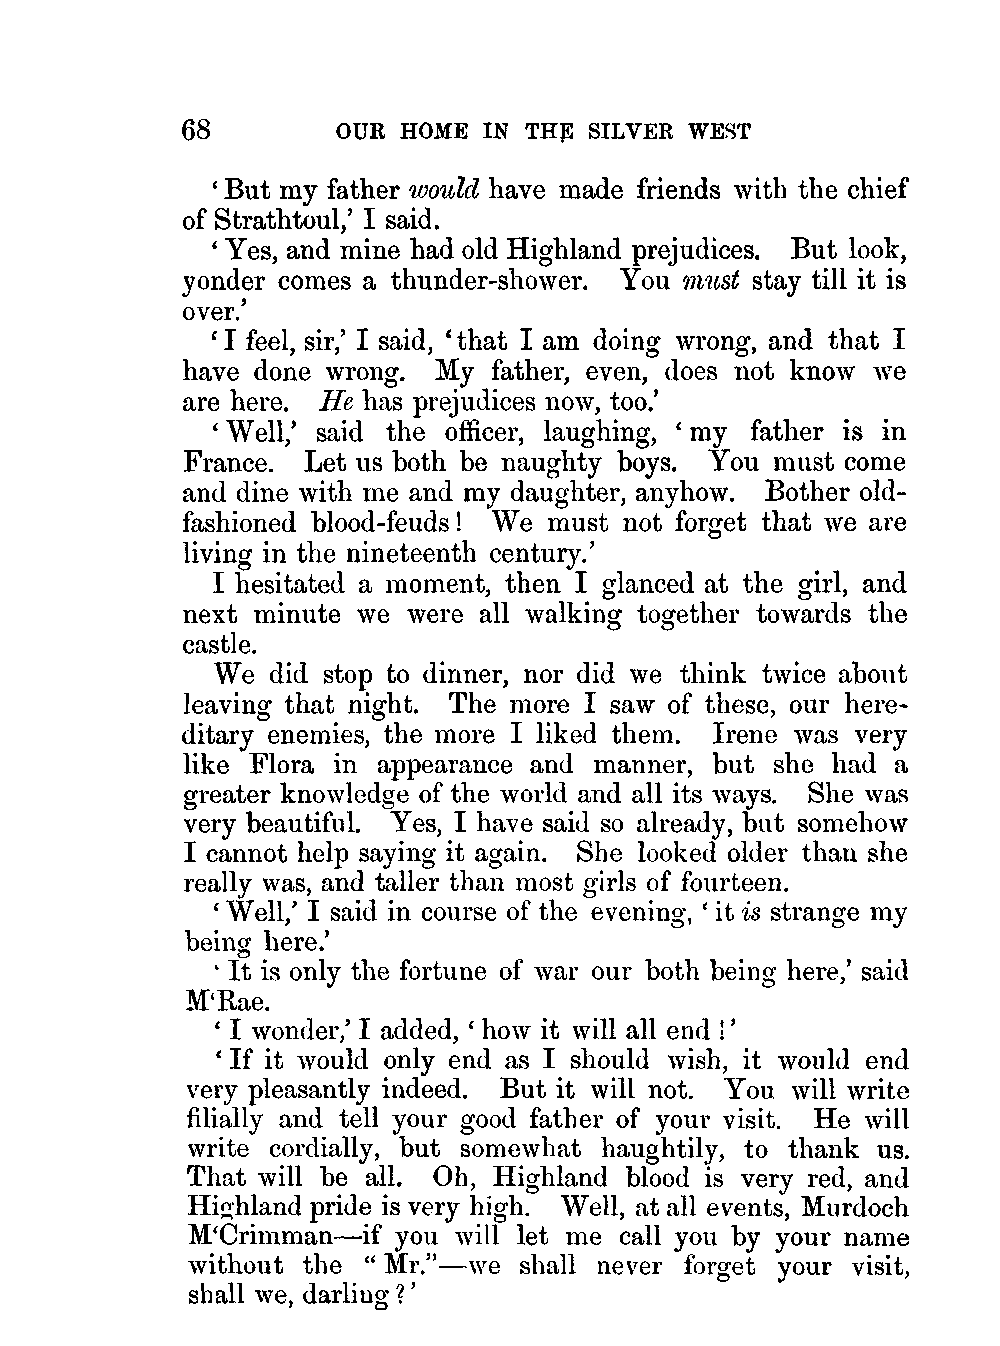 68 OUR HOME IN THE SILVER WEST
‘But my father would have made friends with the chief
of Strathtoul,’ I said.
‘Yes, and mine had old Highland prejudices. But look,
yonder comes a thunder-shower. You must stay till it is
over.’
‘I feel, sir,’ I said, ‘that I am doing wrong, and that I
have done wrong. My father, even, does not know we
are here. He has prejudices now, too.’
‘Well,’ said the officer, laughing, ‘my father is in
France. Let us both be naughty boys. You must come
and dine with me and my daughter, anyhow. Bother old-
fashioned blood-feuds! We must not forget that we are
living in the nineteenth century.’
I hesitated a moment, then I glanced at the girl, and
next minute we were all walking together towards the
castle.
We did stop to dinner, nor did we think twice about
leaving that night. The more I saw of these, our here-
ditary enemies, the more I liked them. Irene was very
like Flora in appearance and manner, but she had a
greater knowledge of the world and all its ways. She was
very beautiful. Yes, I have said so already, but somehow
I cannot help saying it again. She looked older than she
really was, and taller than most girls of fourteen.
‘Well,’ I said in course of the evening, ‘it is strange my
being here.’
‘It is only the fortune of war our both being here,’ said
M‘Rae.
‘I wonder,’ I added, ‘how it will all end!’
‘If it would only end as I should wish, it would end
very pleasantly indeed. But it will not. You will write
filially and tell your good father of your visit. He will
write cordially, but somewhat haughtily, to thank us.
That will be all. Oh, Highland blood is very red, and
Highland pride is very high. Well, at all events, Murdoch
M‘Crimman—if you will let me call you by your name
without the “Mr.”—we shall never forget your visit,
shall we, darling?’